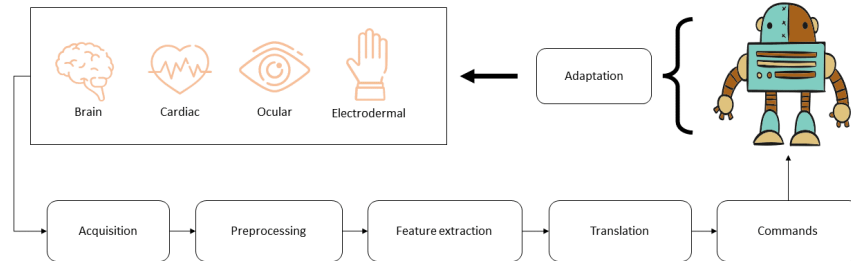 Brain
Cardiac
Ocular
Electrodermal
Adaptation
Acquisition
Preprocessing
Feature extraction
Translation
Commands